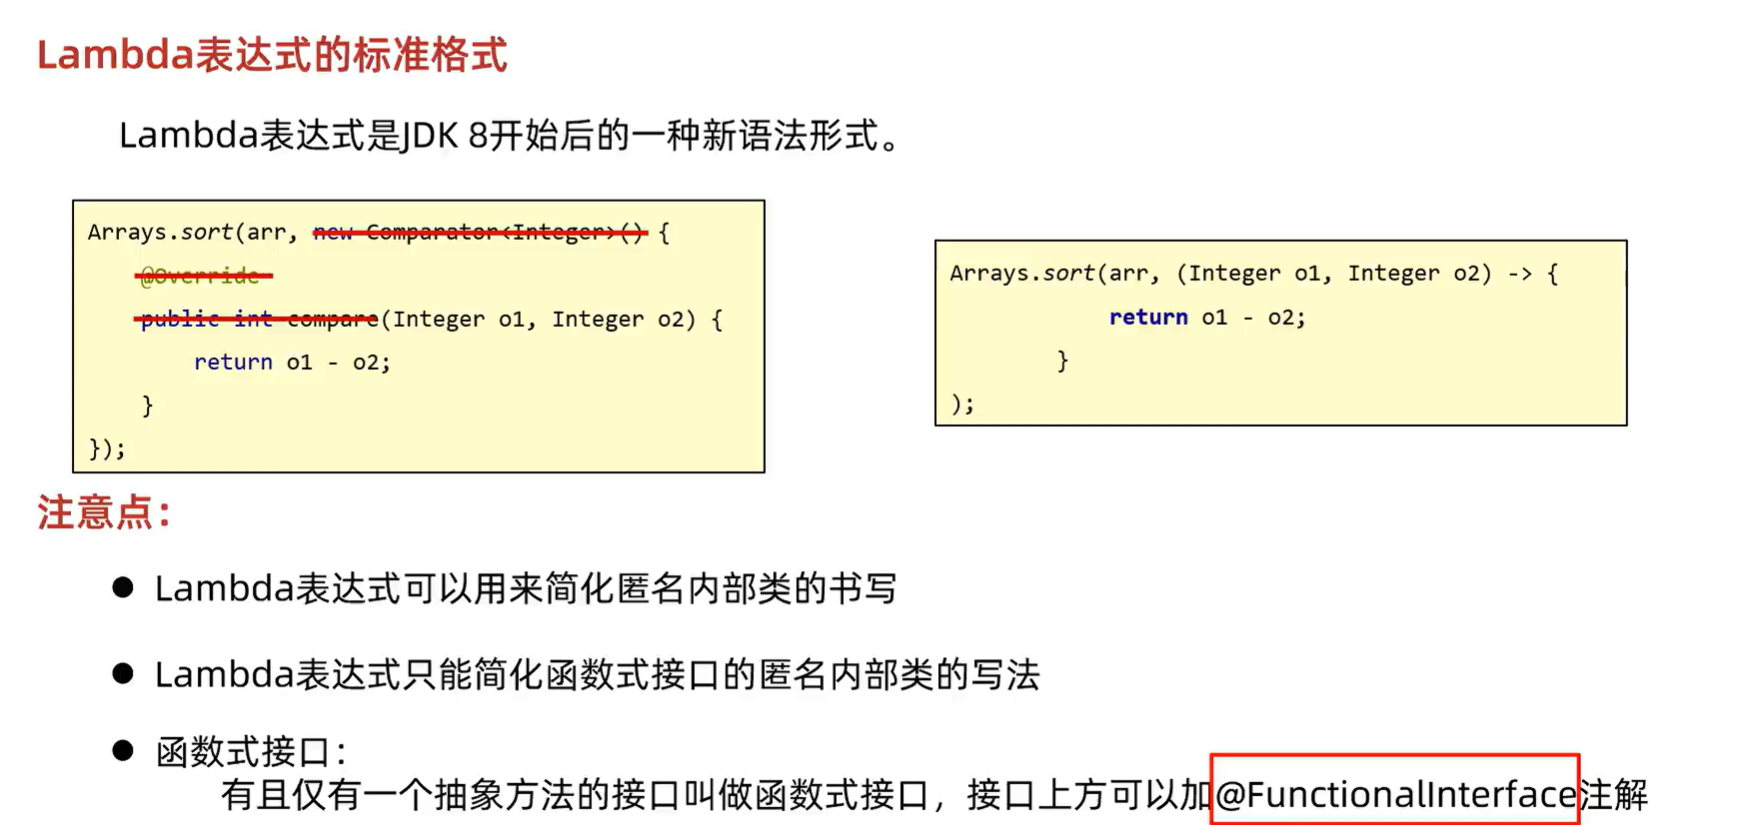 Lambda表达式的标准格式
Lambda表达式是JDK 8开始后的一种新语法形式。
Arrays.sort(arr, new Comparator<Integer>() {
@Override
public int compare(Integer o1, Integer o2) {
return o1 - o2;
}
});
Arrays.sort(arr, (Integer o1, Integer o2) -> {
return o1 - o2;
}
);
注意点：
● Lambda表达式可以用来简化匿名内部类的书写
● Lambda表达式只能简化函数式接口的匿名内部类的写法
● 函数式接口：
有且仅有一个抽象方法的接口叫做函数式接口，接口上方可以加@FunctionalInterface注解